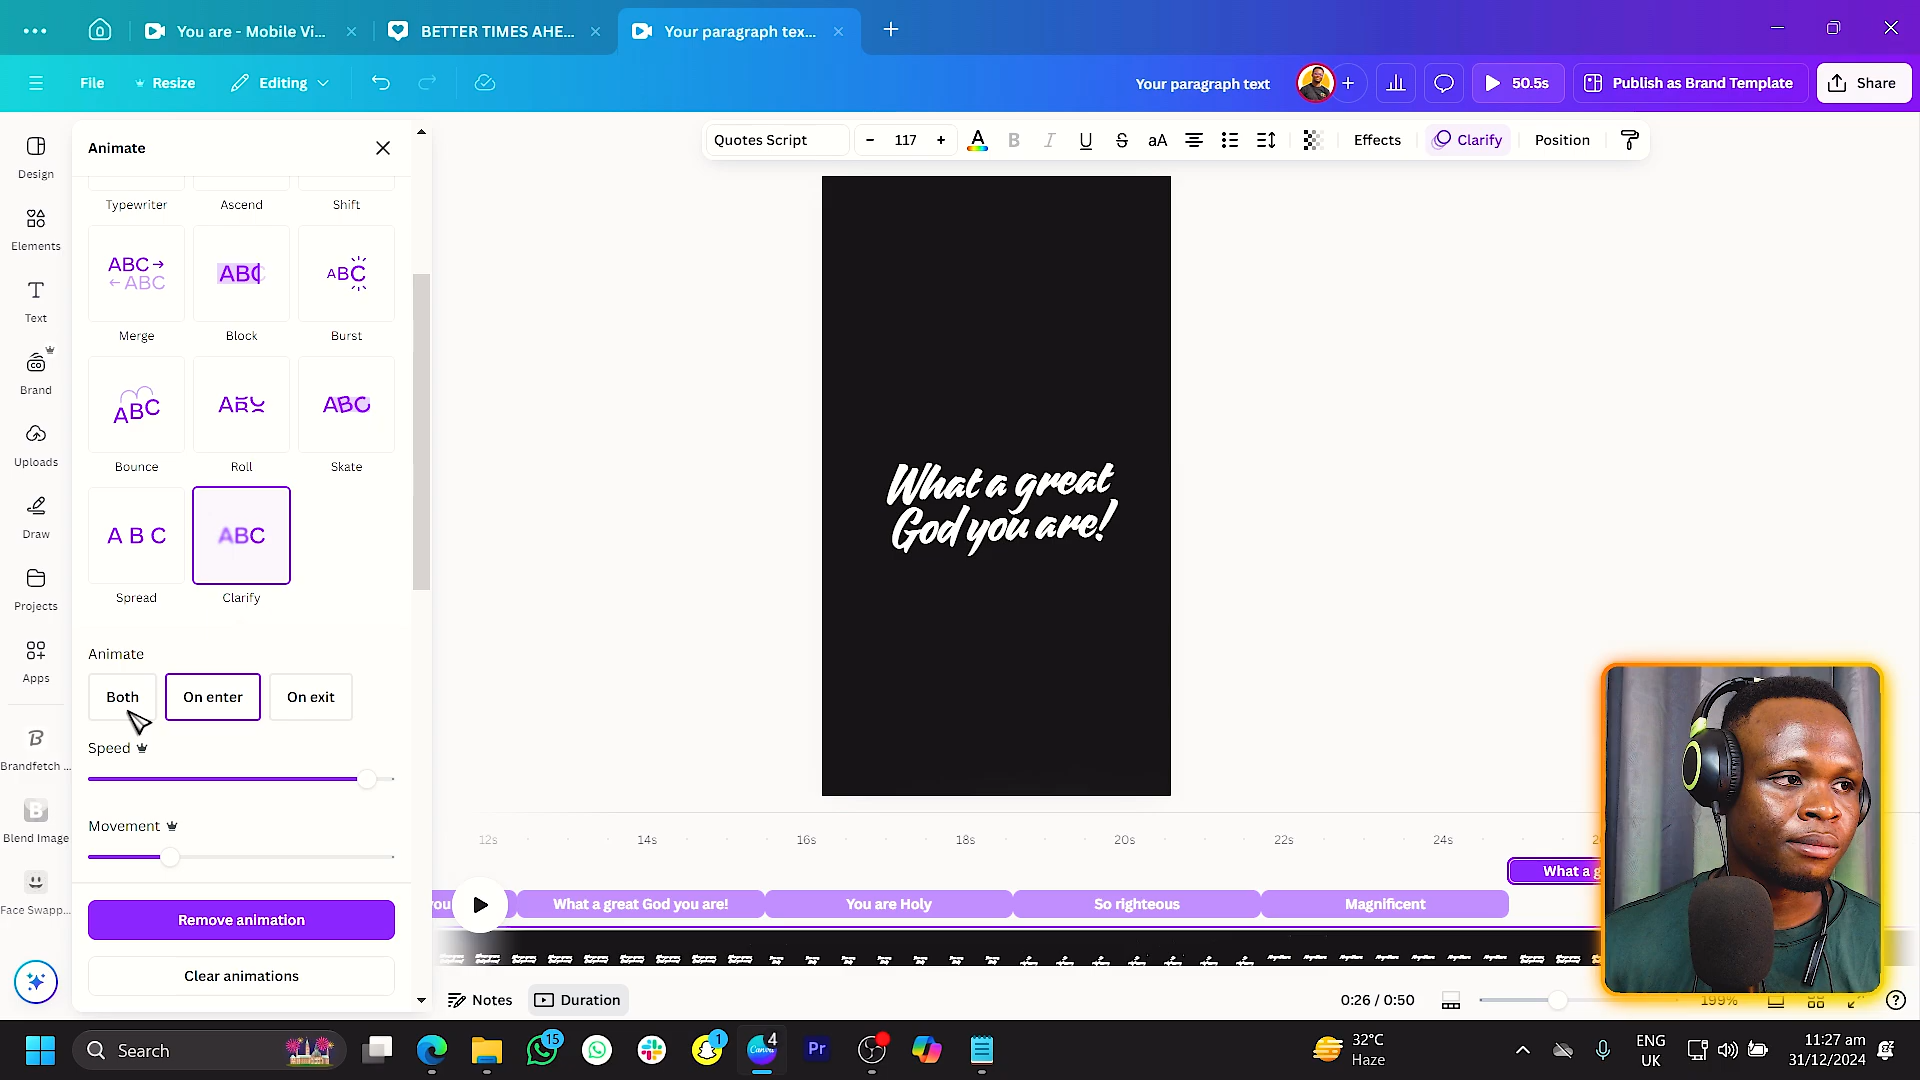 You are - Mobile Vi...
BETTER TIMES AHE...
Your paragraph tex...
File
Resize
Editing
Your paragraph text
50.5s
Publish as Brand Template
Share
Design
Elements
Text
Brand
Uploads
Draw
Projects
Apps
Brandfetch ...
Blend Image
Face Swapp...
Animate
Typewriter
Ascend
Shift
ABC
ABC
Merge
ABC
Block
ABC
Burst
ABC
Bounce
ABC
Roll
ABC
Skate
A B C
Spread
ABC
Clarify
Animate
Both
On enter
On exit
Speed
Movement
Remove animation
Clear animations
Quotes Script
117
A
B
I
U
S
aA
Effects
Clarify
Position
What a great
God you are!
12s
14s
16s
18s
20s
22s
24s
What a g
you
What a great God you are!
You are Holy
So righteous
Magnificent
Notes
Duration
0:26 / 0:50
199%
Search
15
1
Canva
4
Pr
32°C
Haze
ENG
UK
11:27 am
31/12/2024